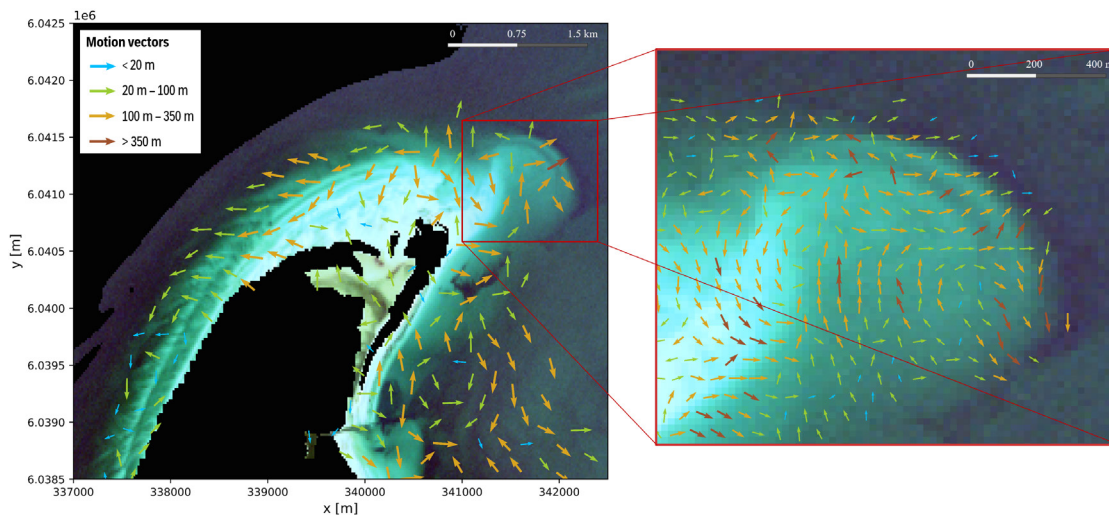 1e6
6.0425
6.0420
6.0415
6.0410
6.0405
6.0400
6.0395
6.0390
6.0385
y [m]
Motion vectors
< 20 m
20 m – 100 m
100 m – 350 m
> 350 m
0 0.75 1.5 km
337000 338000 339000 340000 341000 342000
x [m]
0 200 400 m